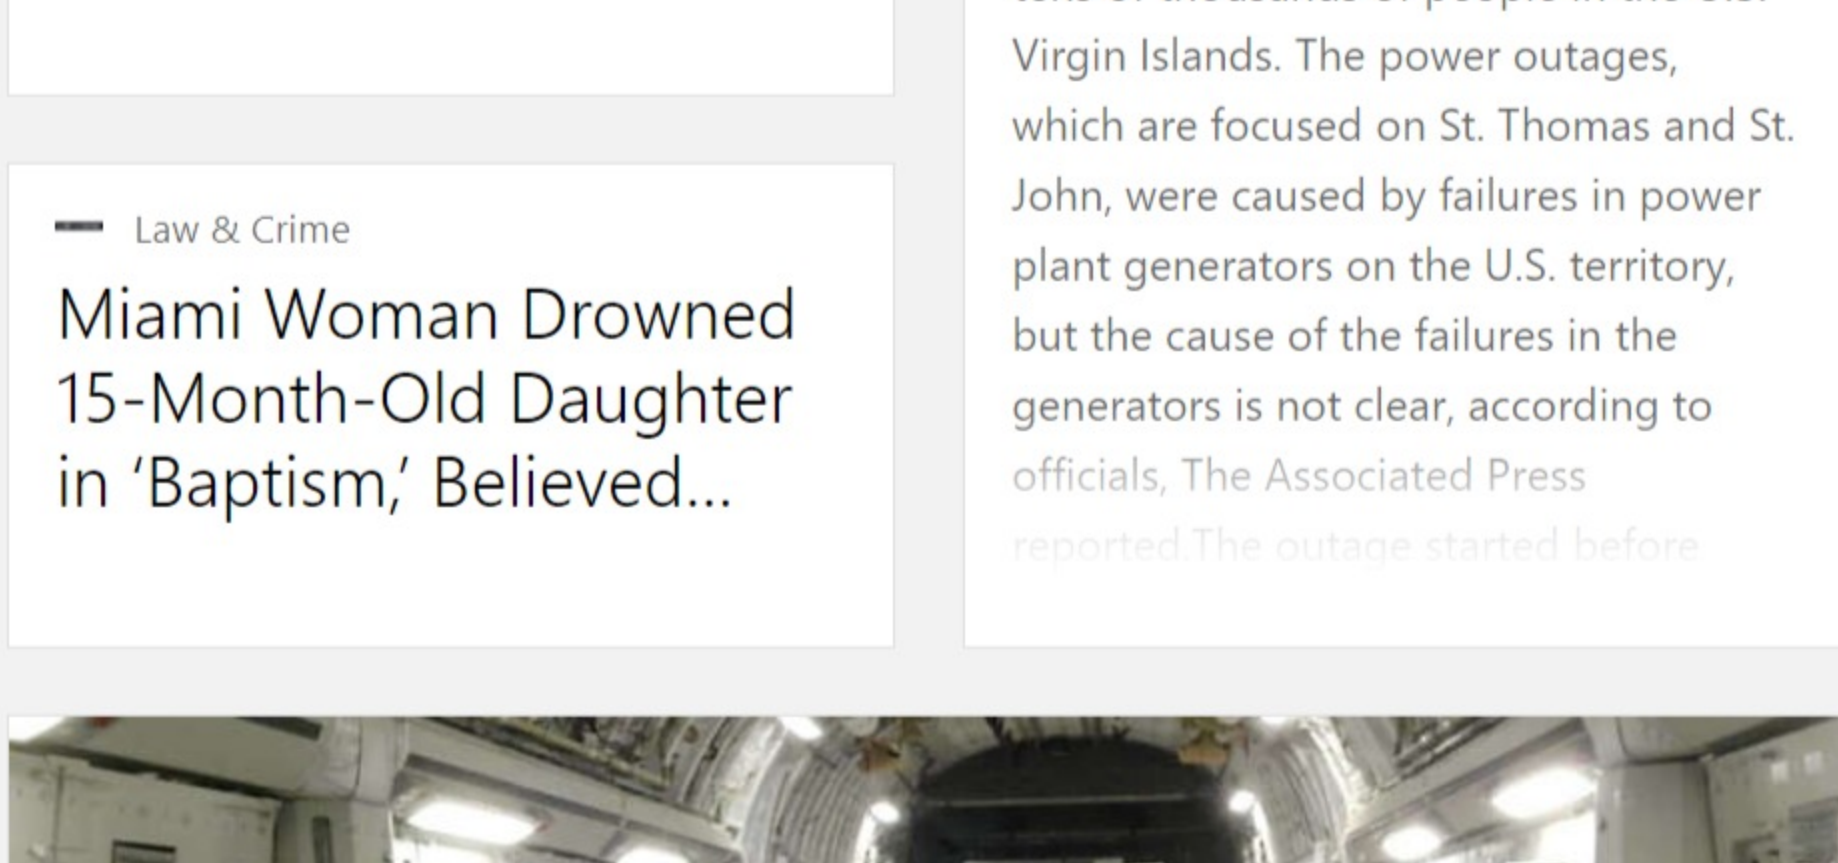 Law & Crime
Miami Woman Drowned
15-Month-Old Daughter
in ‘Baptism,’ Believed...
Virgin Islands. The power outages,
which are focused on St. Thomas and St.
John, were caused by failures in power
plant generators on the U.S. territory,
but the cause of the failures in the
generators is not clear, according to
officials, The Associated Press
reported.The outage started before